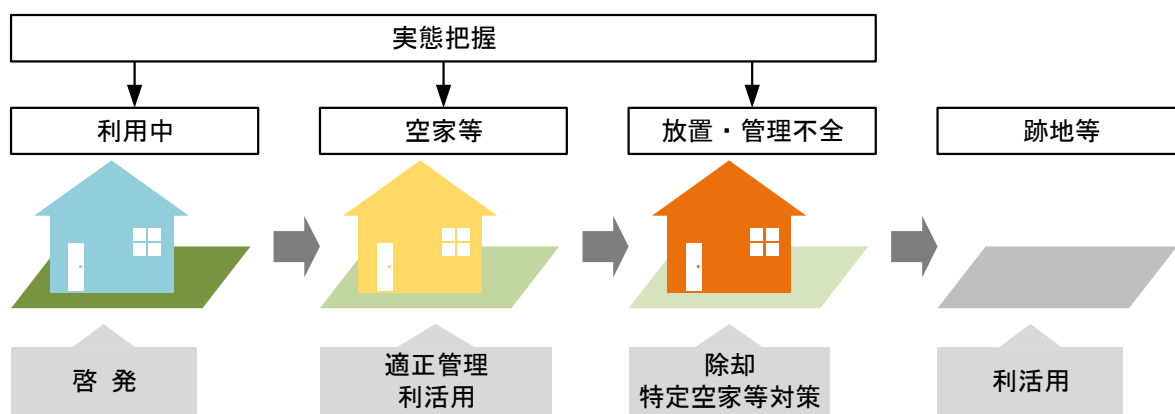 実態把握
利用中
空家等
放置・管理不全
跡地等
啓発
適正管理
利活用
除却
特定空家等対策
利活用